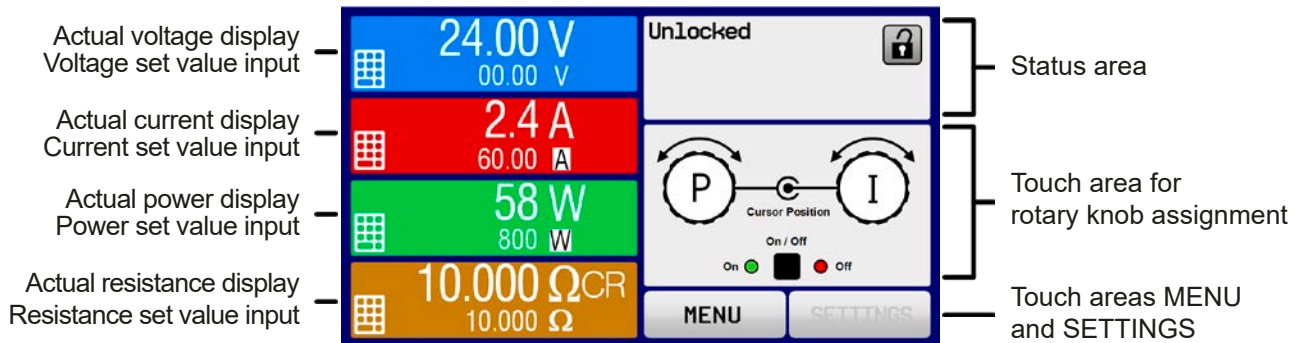 Actual voltage display
Voltage set value input
Actual current display
Current set value input
Actual power display
Power set value input
Actual resistance display
Resistance set value input
24.00 V
00.00 V
2.4 A
60.00 A
58 W
800 W
10.000 ΩCR
10.000 Ω
Unlocked
P
I
Cursor Position
On / Off
On
Off
MENU
SETTINGS
Status area
Touch area for
rotary knob assignment
Touch areas MENU
and SETTINGS